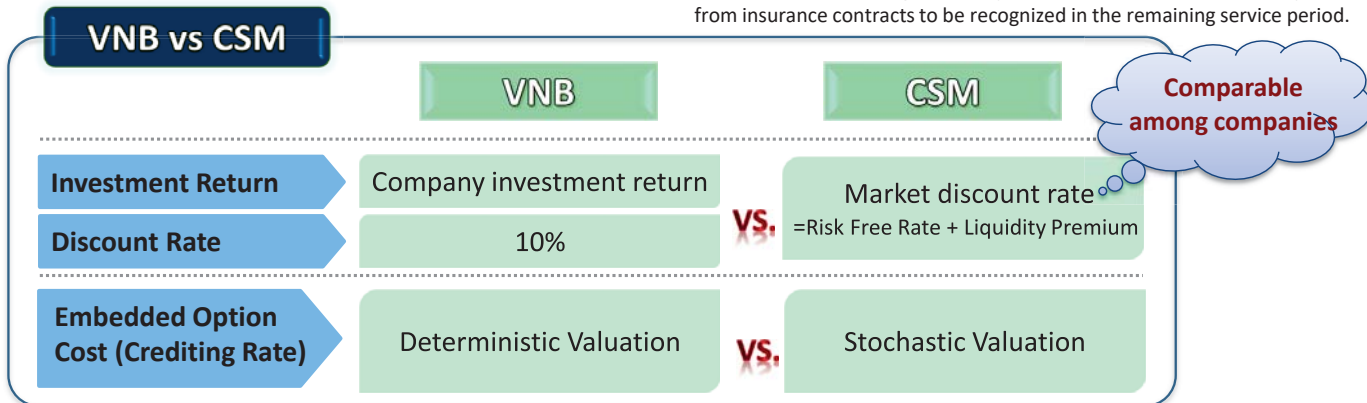 from insurance contracts to be recognized in the remaining service period.
VNB vs CSM
VNB
CSM
Comparable
among companies
Investment Return
Company investment return
Discount Rate
10%
VS.
Market discount rate
=Risk Free Rate + Liquidity Premium
Embedded Option
Cost (Crediting Rate)
Deterministic Valuation
VS.
Stochastic Valuation